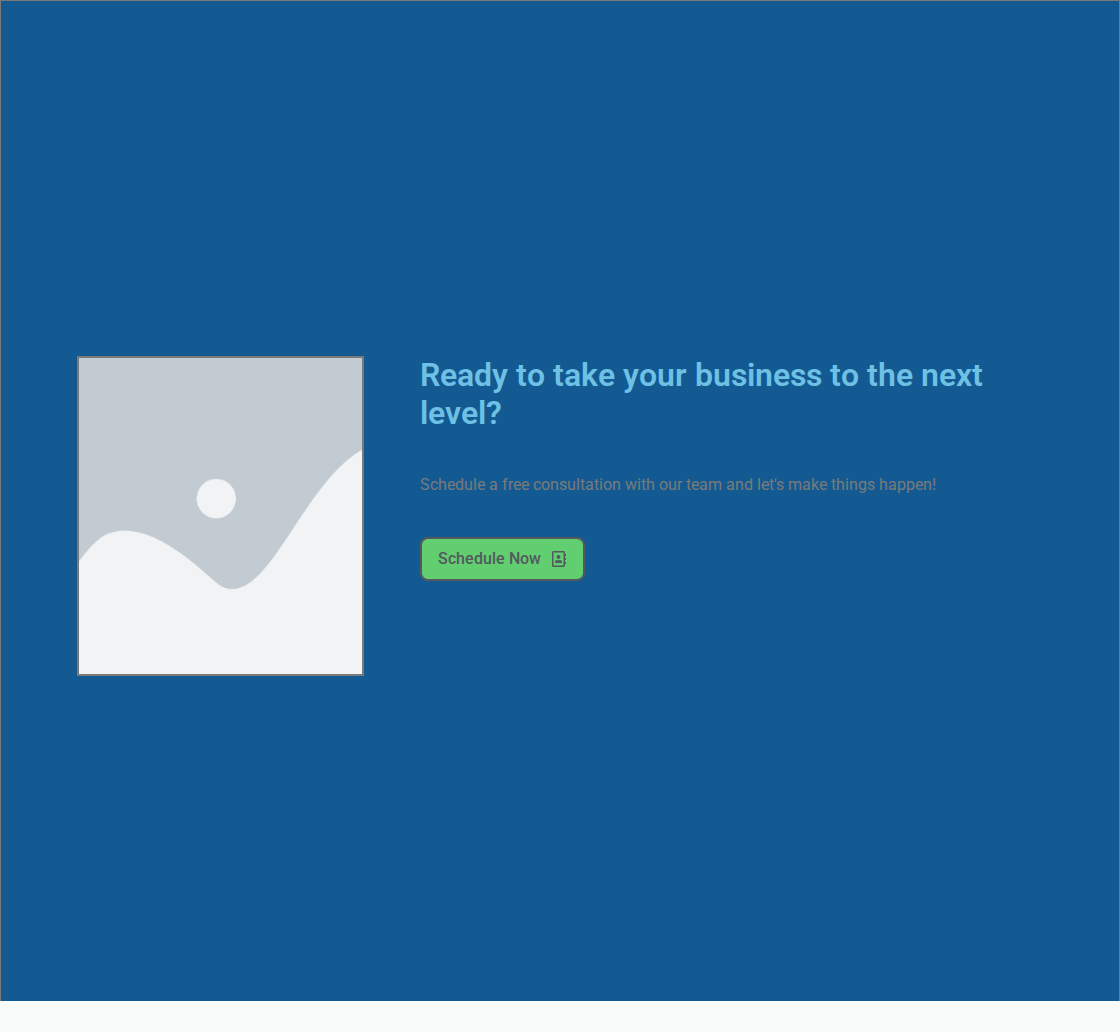 Ready to take your business to the next
level?
Schedule a free consultation with our team and let's make things happen!
Schedule Now